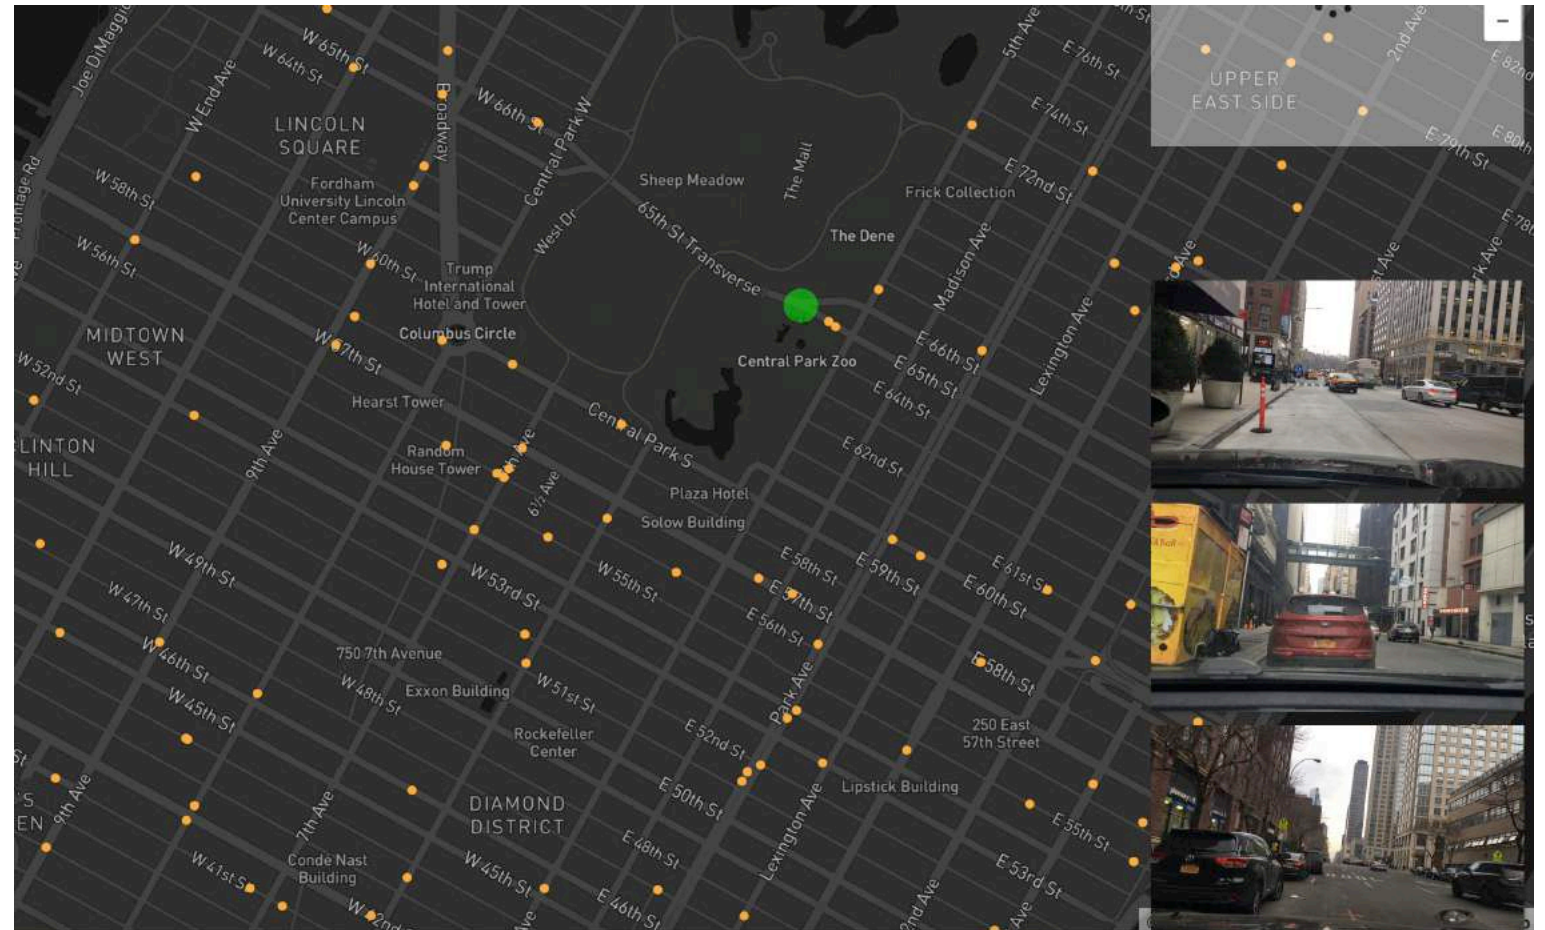 Joe DiMaggio
W 65th St
W 64th St
W End Ave
Broadway
W 66th St
Central Park W
5th Ave
E 76th St
2nd Ave
E 82nd
UPPER
EAST SIDE
LINCOLN
SQUARE
E 74th St
E 79th St
E 80th
The Mall
Frontage Rd
W 58th St
Fordham
University Lincoln
Center Campus
Sheep Meadow
Frick Collection
E 72nd St
65th St Transverse
West Dr
The Dene
Madison Ave
E 78th
W 56th St
W 60th St
Trump
International
Hotel and Tower
Columbus Circle
MIDTOWN
WEST
W 57th St
Central Park Zoo
E 66th St
E 65th St
E 64th St
Lexington Ave
W 52nd St
Hearst Tower
Central Park S
CLINTON
HILL
9th Ave
Random
House Tower
7th Ave
6½ Ave
E 62nd St
Plaza Hotel
Solow Building
W 49th St
W 53rd St
W 55th St
E 58th St
E 59th St
E 61st St
E 60th St
E 57th St
E 56th St
W 47th St
W 46th St
750 7th Avenue
W 48th St
Exxon Building
W 51st St
Park Ave
E 58th St
W 45th St
Rockefeller
Center
E 52nd St
250 East
57th Street
Lipstick Building
9th Ave
7th Ave
DIAMOND
DISTRICT
E 50th St
Lexington Ave
E 55th St
W 41st St
Condé Nast
Building
W 45th St
E 48th St
E 53rd St
W 42nd St
E 46th St
2nd Ave